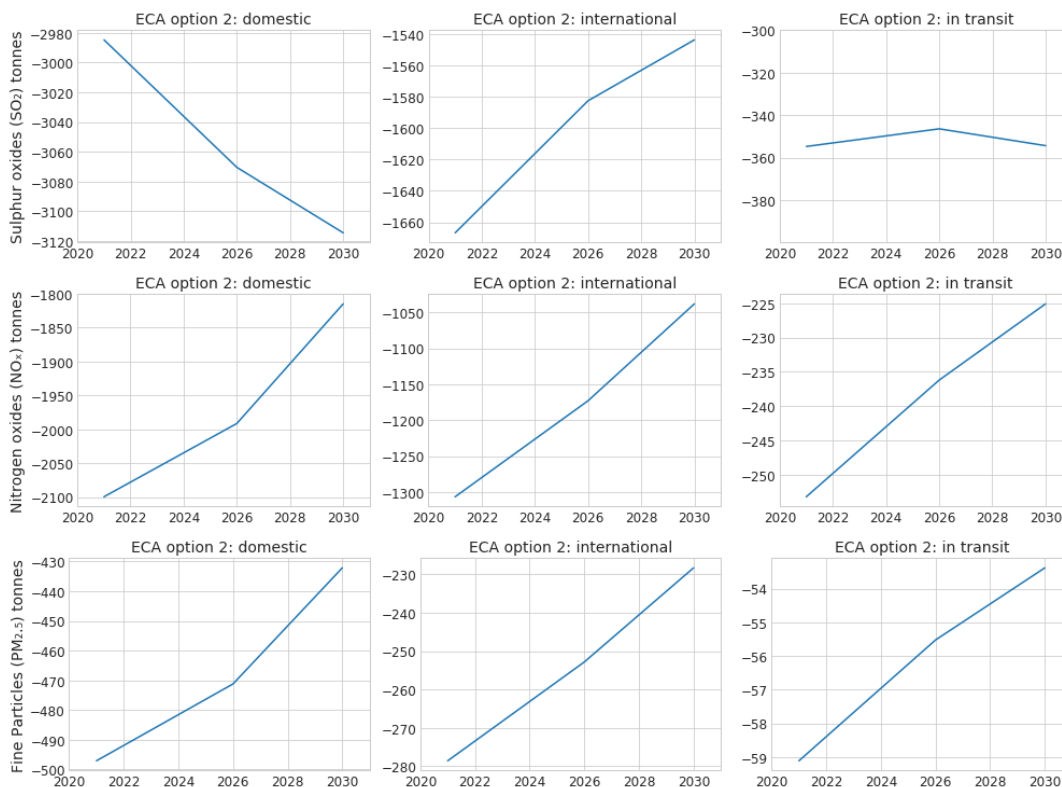 ECA option 2: domestic
Sulphur oxides (SO₂) tonnes
−2980
−3000
−3020
−3040
−3060
−3080
−3100
−3120
2020 2022 2024 2026 2028 2030
ECA option 2: international
−1540
−1560
−1580
−1600
−1620
−1640
−1660
2020 2022 2024 2026 2028 2030
ECA option 2: in transit
−300
−320
−340
−360
−380
2020 2022 2024 2026 2028 2030
ECA option 2: domestic
Nitrogen oxides (NOₓ) tonnes
−1800
−1850
−1900
−1950
−2000
−2050
−2100
2020 2022 2024 2026 2028 2030
ECA option 2: international
−1050
−1100
−1150
−1200
−1250
−1300
2020 2022 2024 2026 2028 2030
ECA option 2: in transit
−225
−230
−235
−240
−245
−250
2020 2022 2024 2026 2028 2030
ECA option 2: domestic
Fine Particles (PM₂.₅) tonnes
−430
−440
−450
−460
−470
−480
−490
−500
2020 2022 2024 2026 2028 2030
ECA option 2: international
−230
−240
−250
−260
−270
−280
2020 2022 2024 2026 2028 2030
ECA option 2: in transit
−54
−55
−56
−57
−58
−59
2020 2022 2024 2026 2028 2030